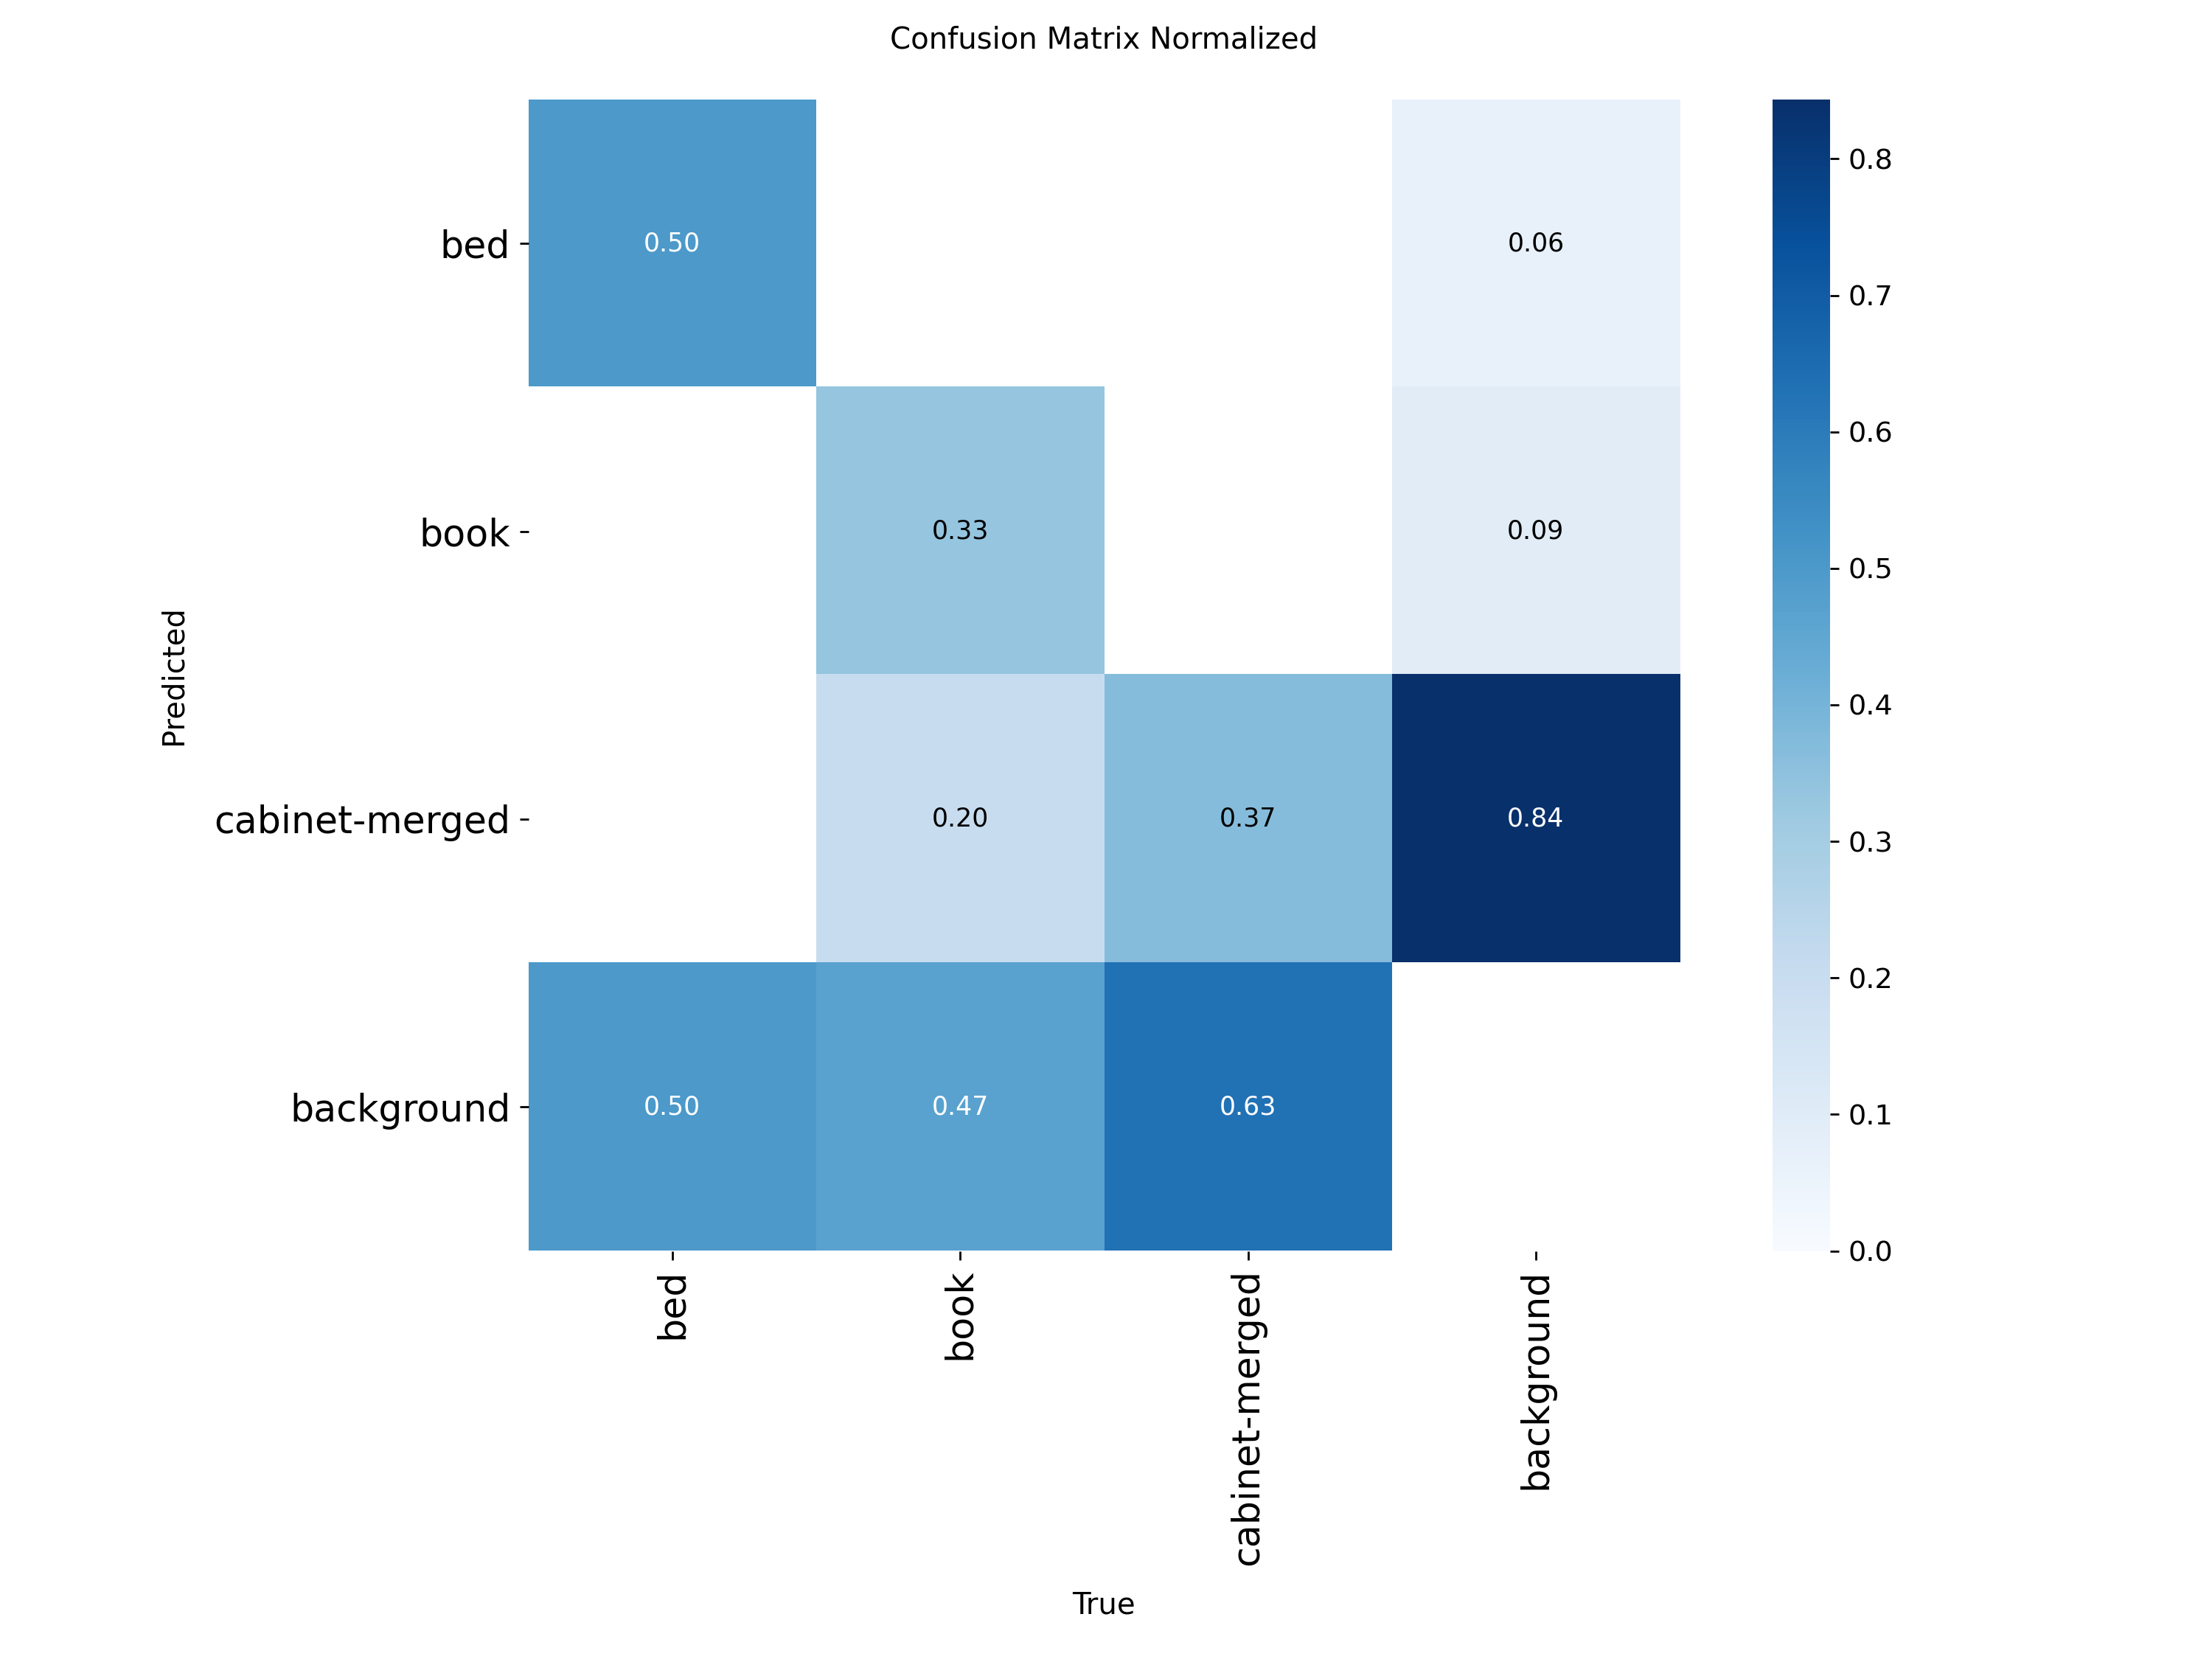 Confusion Matrix Normalized
bed
0.50
0.06
0.8
0.7
book
0.33
0.09
0.6
0.5
Predicted
cabinet-merged
0.20
0.37
0.84
0.4
0.3
background
0.50
0.47
0.63
0.2
0.1
0.0
bed
book
cabinet-merged
background
True